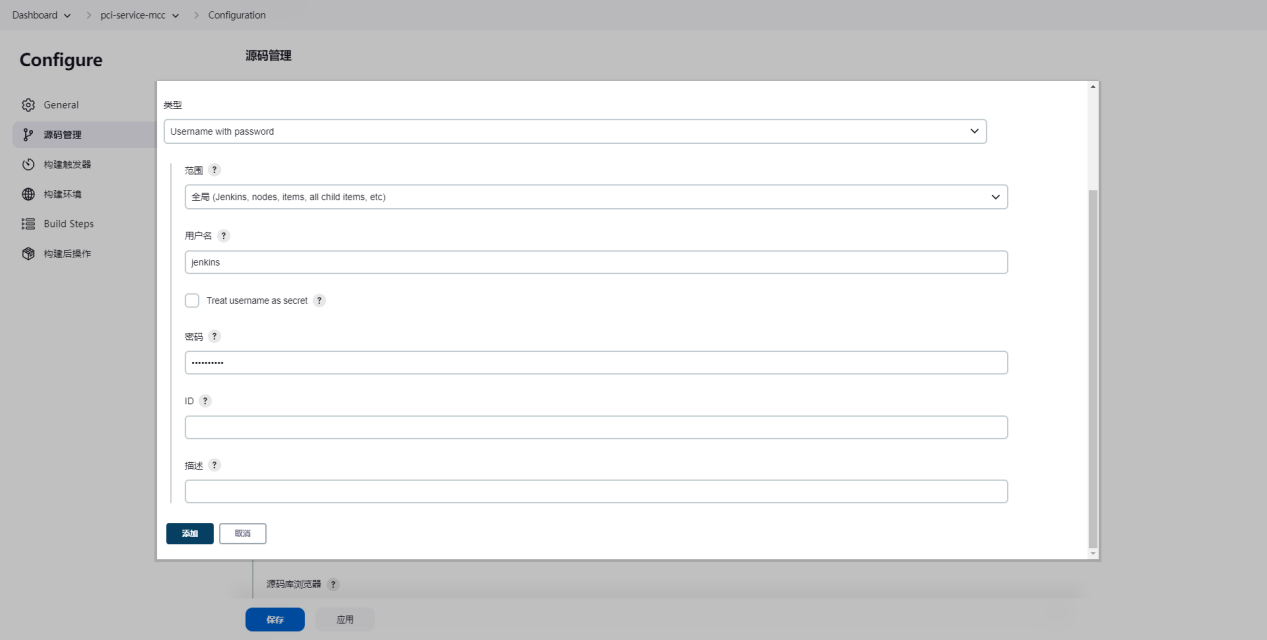 Dashboard > pcl-service-mcc > Configuration
Configure
General
源码管理
构建触发器
构建环境
Build Steps
构建后操作
源码管理
类型
Username with password
范围 ?
全局 (Jenkins, nodes, items, all child items, etc)
用户名 ?
jenkins
Treat username as secret ?
密码 ?
••••••••••
ID ?
描述 ?
添加 取消
源码库浏览器 ?
保存 应用